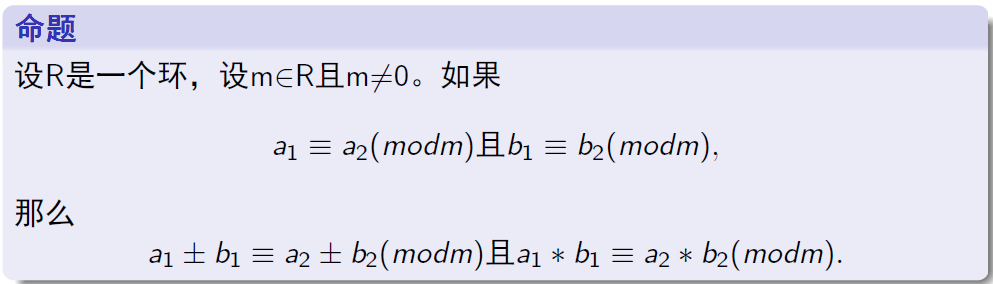 命题
设R是一个环，设m∈R且m≠0。如果
a₁ ≡ a₂(modm)且b₁ ≡ b₂(modm),
那么
a₁ ± b₁ ≡ a₂ ± b₂(modm)且a₁ ∗ b₁ ≡ a₂ ∗ b₂(modm).